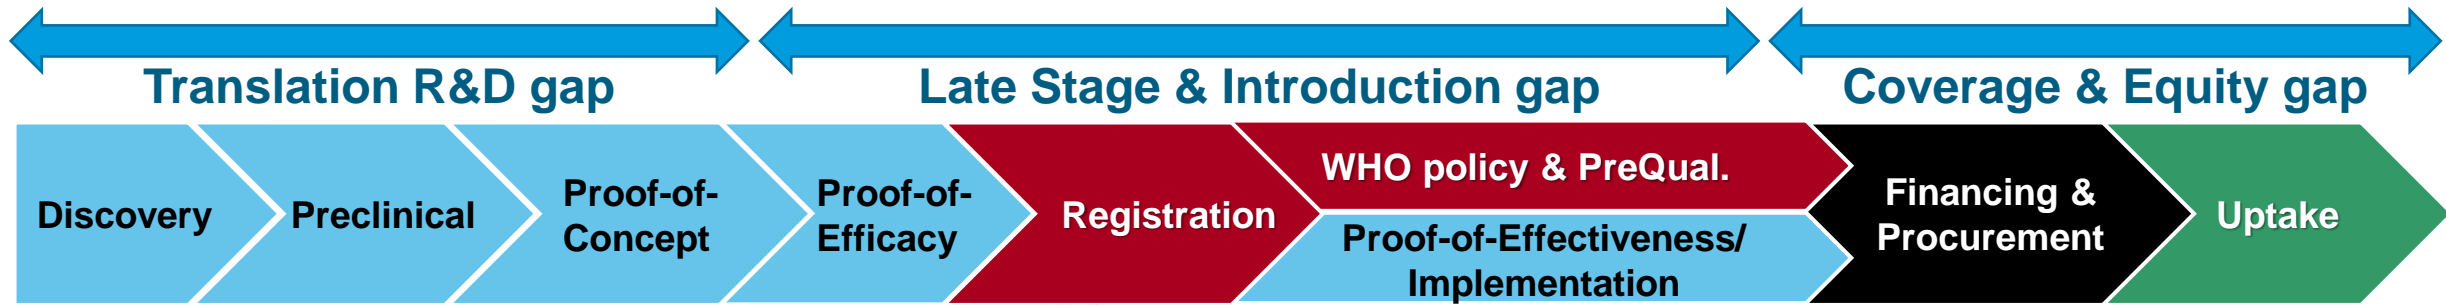 Translation R&D gap
Late Stage & Introduction gap
Coverage & Equity gap
Discovery
Preclinical
Proof-of-
Concept
Proof-of-
Efficacy
Registration
WHO policy & PreQual.
Proof-of-Effectiveness/
Implementation
Financing &
Procurement
Uptake